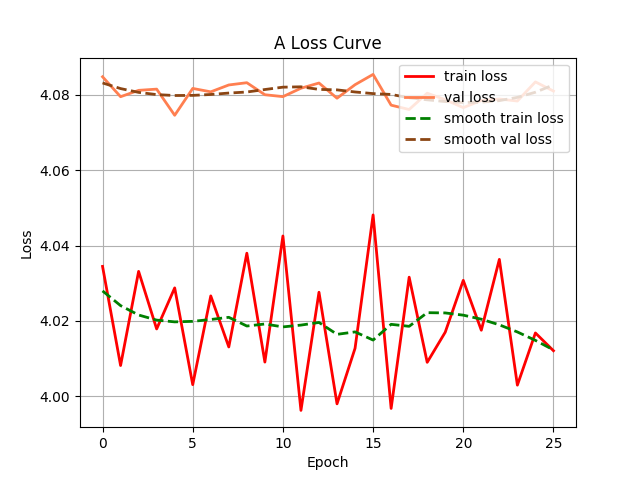 A Loss Curve
train loss
val loss
smooth train loss
smooth val loss
4.08
4.06
4.04
4.02
4.00
Loss
0 5 10 15 20 25
Epoch